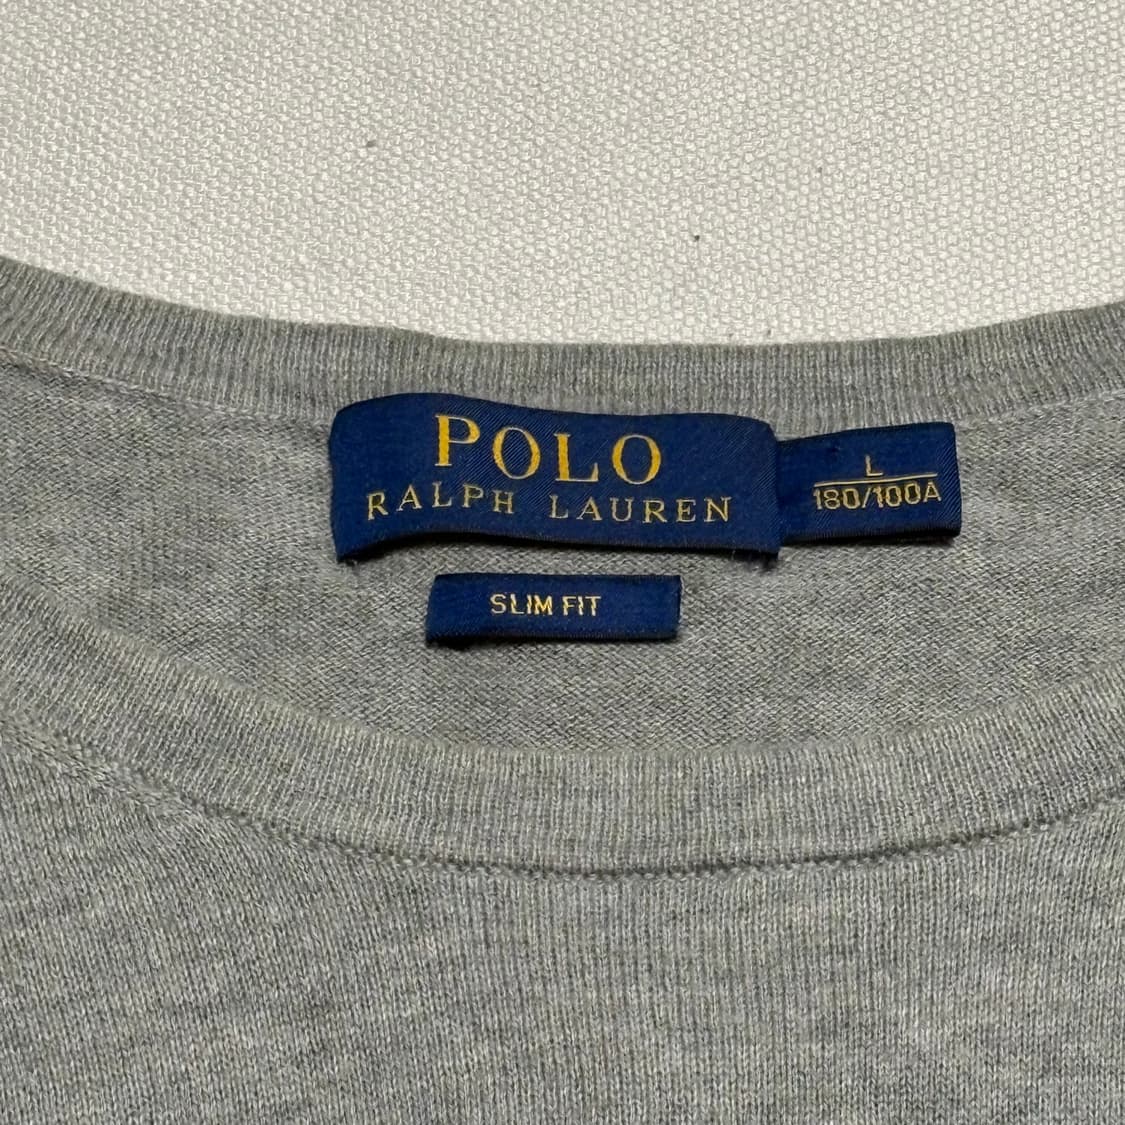 POLO
RALPH LAUREN
L
180/100A
SLIM FIT